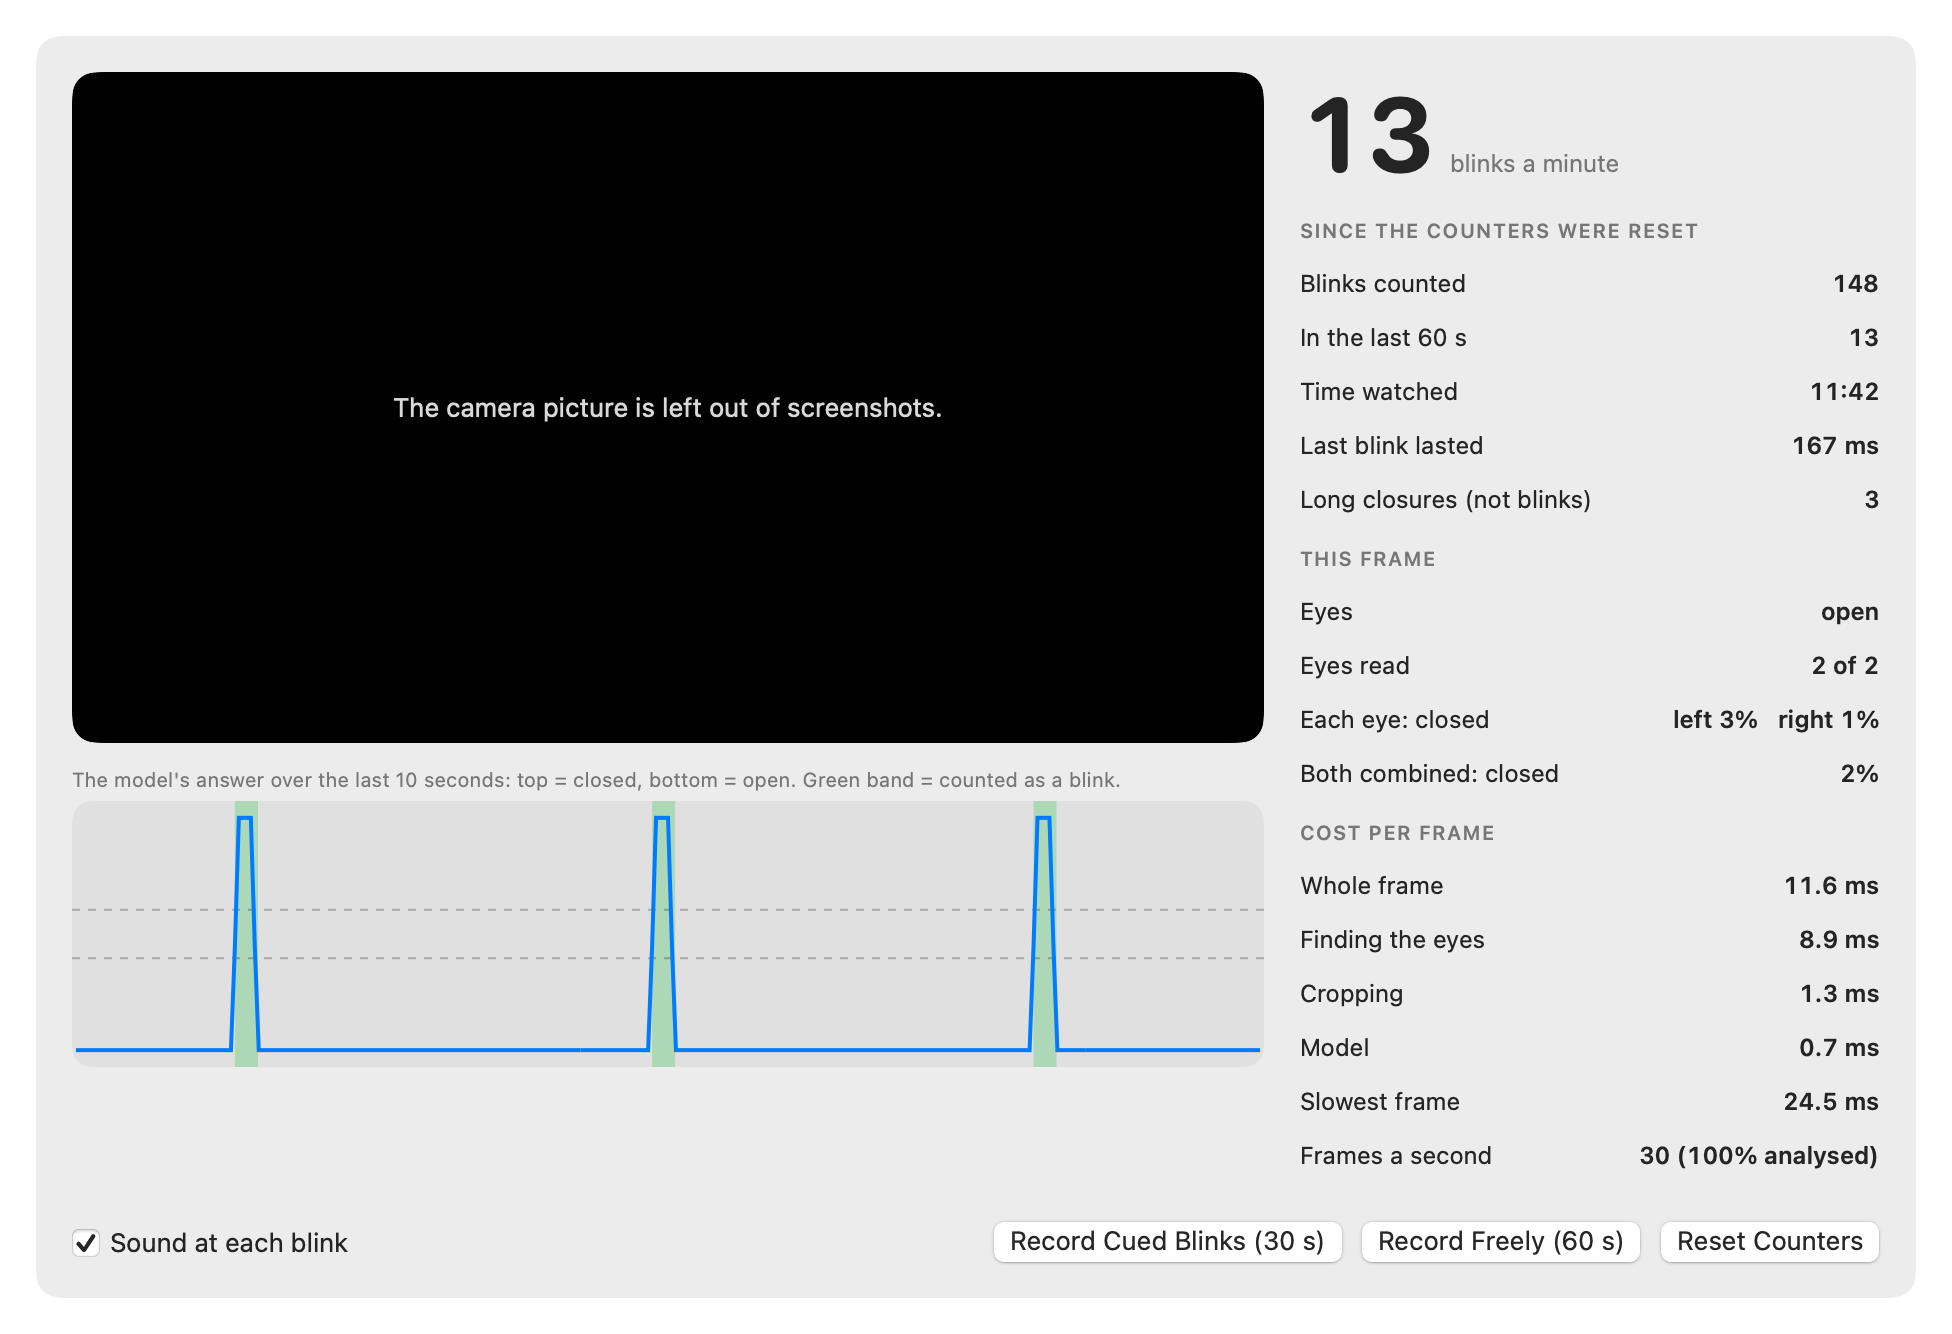 The camera picture is left out of screenshots.
The model's answer over the last 10 seconds: top = closed, bottom = open. Green band = counted as a blink.
Sound at each blink
13 blinks a minute
SINCE THE COUNTERS WERE RESET
Blinks counted 148
In the last 60 s 13
Time watched 11:42
Last blink lasted 167 ms
Long closures (not blinks) 3
THIS FRAME
Eyes open
Eyes read 2 of 2
Each eye: closed left 3% right 1%
Both combined: closed 2%
COST PER FRAME
Whole frame 11.6 ms
Finding the eyes 8.9 ms
Cropping 1.3 ms
Model 0.7 ms
Slowest frame 24.5 ms
Frames a second 30 (100% analysed)
Record Cued Blinks (30 s) Record Freely (60 s) Reset Counters